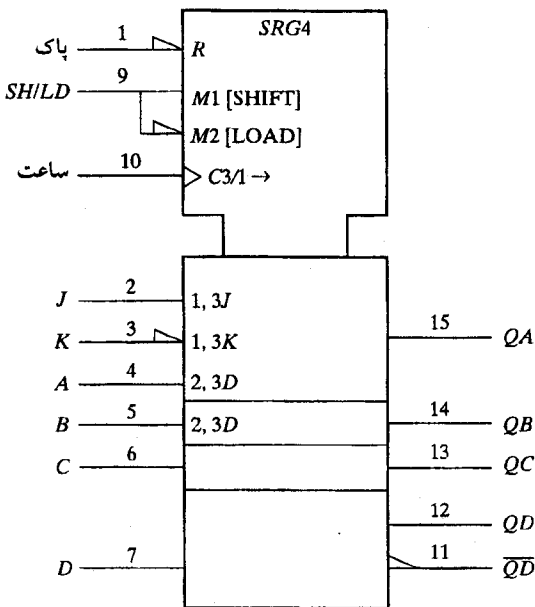 SRG4
پاک 1 R
SH/LD 9 M1 [SHIFT]
M2 [LOAD]
ساعت 10 C3/1 →
J 2 1, 3J
K 3 1, 3K
15 QA
A 4 2, 3D
B 5 2, 3D
14 QB
C 6
13 QC
12 QD
D 7
11 \overline{QD}